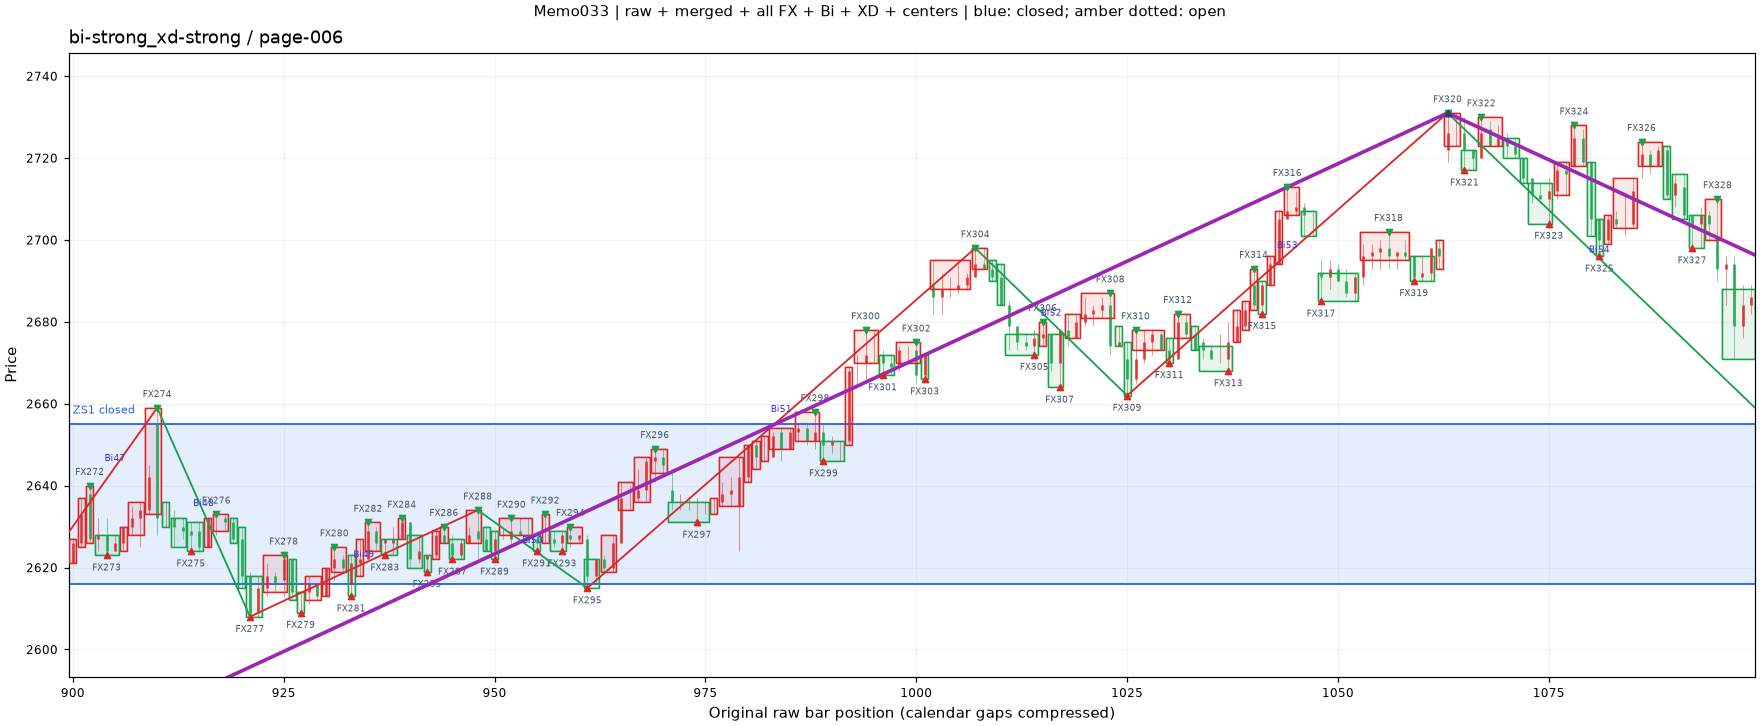 Memo033 | raw + merged + all FX + Bi + XD + centers | blue: closed; amber dotted: open
bi-strong_xd-strong / page-006
Price
2740
2720
2700
2680
2660
2640
2620
2600
ZS1 closed
FX272
Bi47
FX273
FX274
FX275
Bi48
FX276
FX277
FX278
FX279
FX280
FX281
FX282
Bi49
FX283
FX284
FX285
FX286
FX287
FX288
FX289
FX290
Bi50
FX291
FX292
FX293
FX294
FX295
FX296
FX297
Bi51
FX298
FX299
FX300
FX301
FX302
FX303
FX304
FX305
FX306
Bi52
FX307
FX308
FX309
FX310
FX311
FX312
FX313
FX314
FX315
FX316
Bi53
FX317
FX318
FX319
FX320
FX321
FX322
FX323
FX324
Bi54
FX325
FX326
FX327
FX328
900
925
950
975
1000
1025
1050
1075
Original raw bar position (calendar gaps compressed)